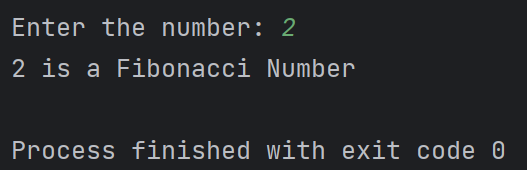 Enter the number: 2
2 is a Fibonacci Number
Process finished with exit code 0